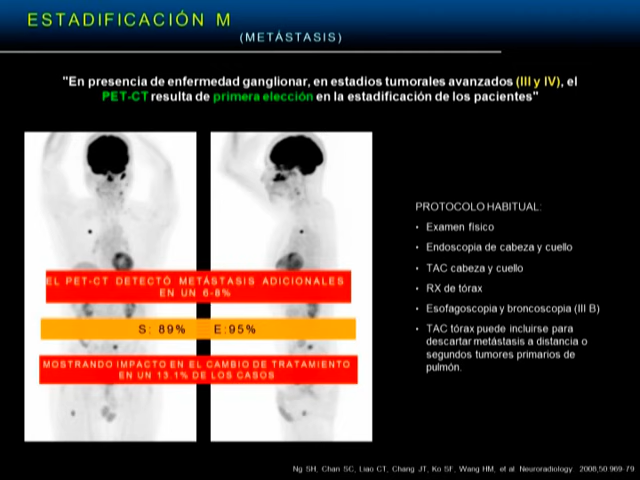 ESTADIFICACIÓN M
(METÁSTASIS)
"En presencia de enfermedad ganglionar, en estadios tumorales avanzados (III y IV), el
PET-CT resulta de primera elección en la estadificación de los pacientes"
PROTOCOLO HABITUAL:
• Examen físico
• Endoscopia de cabeza y cuello
• TAC cabeza y cuello
• RX de tórax
• Esofagoscopia y broncoscopia (III B)
• TAC tórax puede incluirse para
descartar metástasis a distancia o
segundos tumores primarios de
pulmón.
EL PET-CT DETECTÓ METÁSTASIS ADICIONALES
EN UN 6-8%
S: 89% E:95%
MOSTRANDO IMPACTO EN EL CAMBIO DE TRATAMIENTO
EN UN 13.1% DE LOS CASOS
Ng SH, Chan SC, Liao CT, Chang JT, Ko SF, Wang HM, et al Neuroradiology 2008;50:969-79